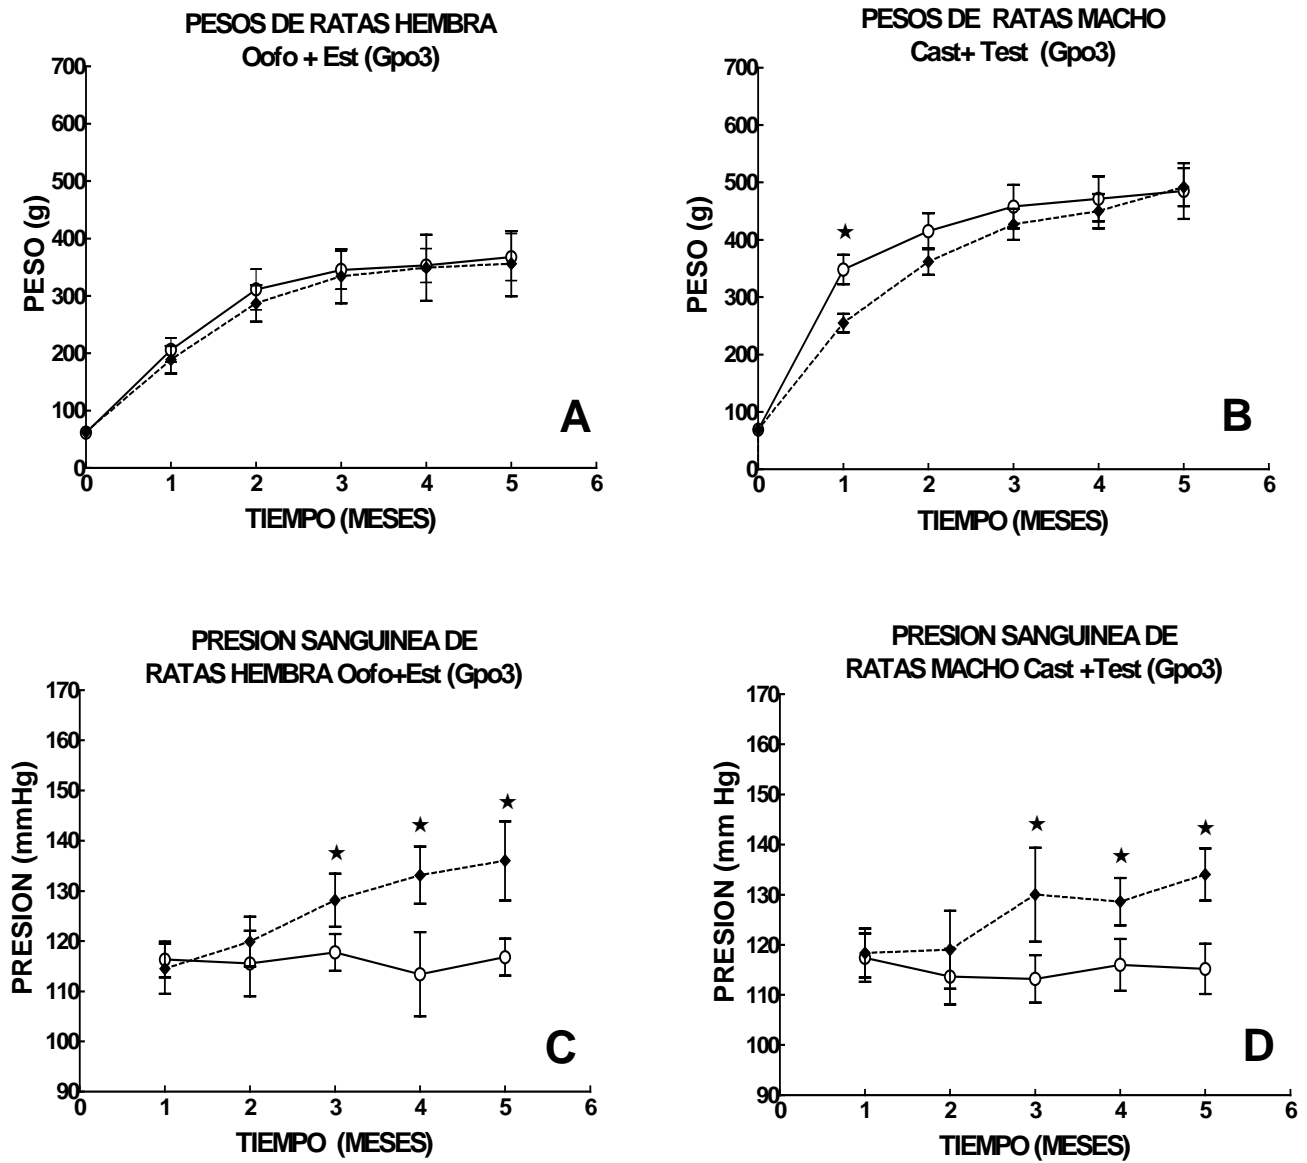 PESOS DE RATAS HEMBRA
Oofo + Est (Gpo3)
700
600
500
400
300
200
100
0
PESO (g)
0 1 2 3 4 5 6
TIEMPO (MESES)
A
PESOS DE RATAS MACHO
Cast+ Test (Gpo3)
700
600
500
400
300
200
100
0
PESO (g)
★
0 1 2 3 4 5 6
TIEMPO (MESES)
B
PRESION SANGUINEA DE
RATAS HEMBRA Oofo+Est (Gpo3)
170
160
150
140
130
120
110
100
90
PRESION (mmHg)
★ ★ ★
0 1 2 3 4 5 6
TIEMPO (MESES)
C
PRESION SANGUINEA DE
RATAS MACHO Cast +Test (Gpo3)
170
160
150
140
130
120
110
100
90
PRESION (mm Hg)
★ ★ ★
0 1 2 3 4 5 6
TIEMPO (MESES)
D